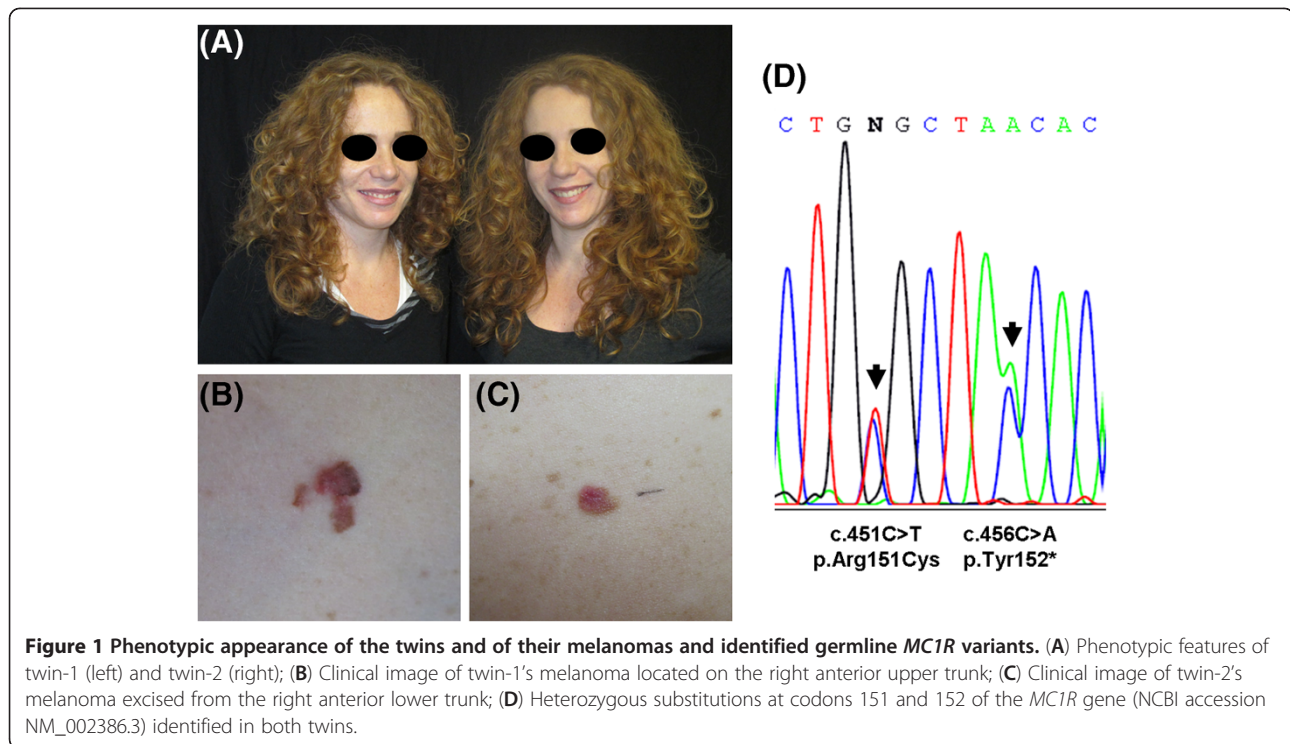 (A)
(D)
C T G N G C T A A C A C
(B)
(C)
c.451C>T c.456C>A
p.Arg151Cys p.Tyr152*
Figure 1 Phenotypic appearance of the twins and of their melanomas and identified germline MC1R variants. (A) Phenotypic features of
twin-1 (left) and twin-2 (right); (B) Clinical image of twin-1's melanoma located on the right anterior upper trunk; (C) Clinical image of twin-2's
melanoma excised from the right anterior lower trunk; (D) Heterozygous substitutions at codons 151 and 152 of the MC1R gene (NCBI accession
NM_002386.3) identified in both twins.